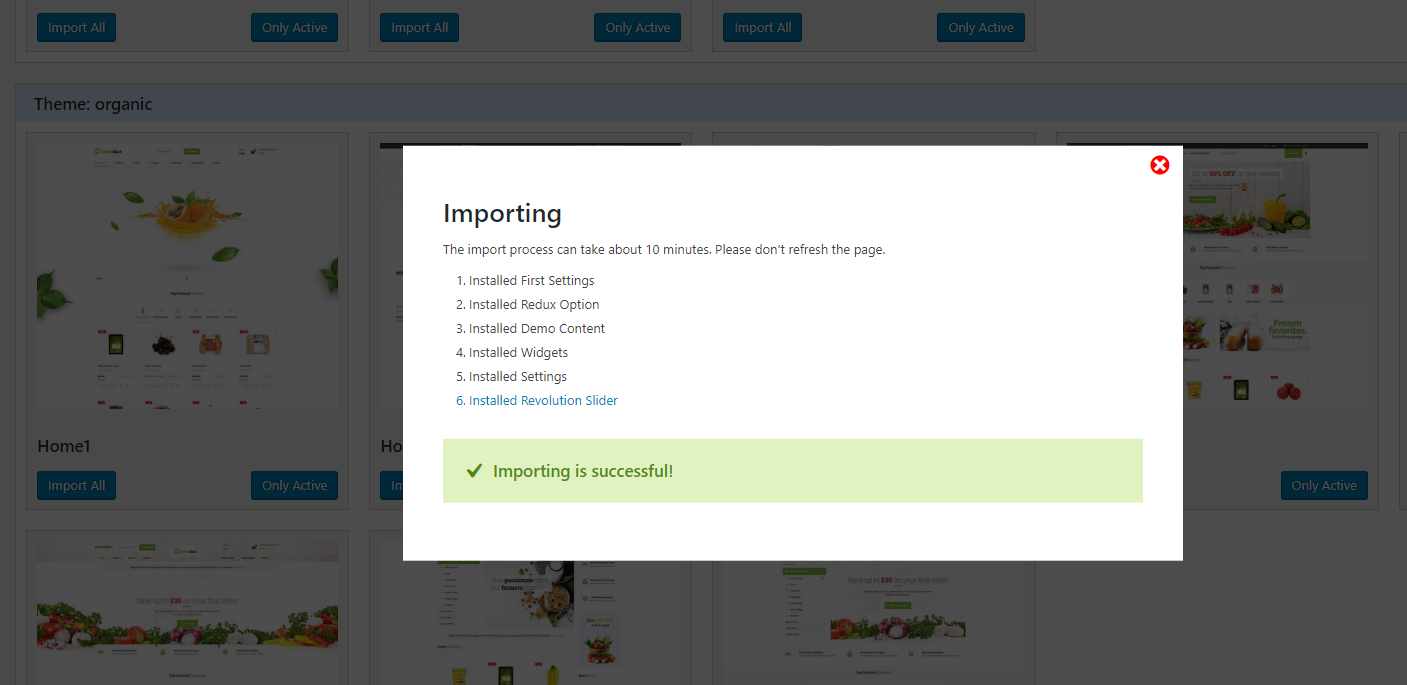 Import All Only Active Import All Only Active Import All Only Active
Theme: organic
Importing
The import process can take about 10 minutes. Please don't refresh the page.
1. Installed First Settings
2. Installed Redux Option
3. Installed Demo Content
4. Installed Widgets
5. Installed Settings
6. Installed Revolution Slider
Importing is successful!
Home1
Import All Only Active Only Active
Up to 50% OFF in this season
Frozen
favorites.
Save up to $30 on your first order
Save up to $30 on your first order